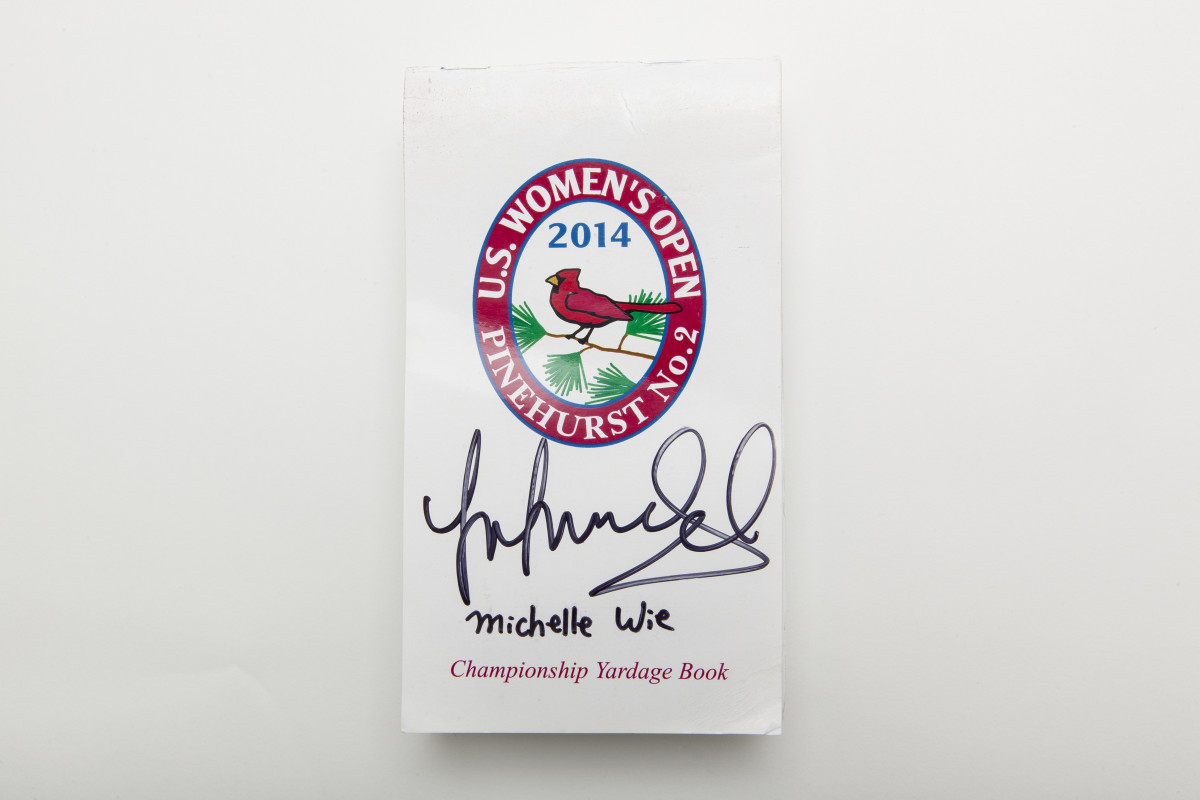 U.S. WOMEN'S OPEN
2014
PINEHURST No. 2
michelle Wie
Championship Yardage Book